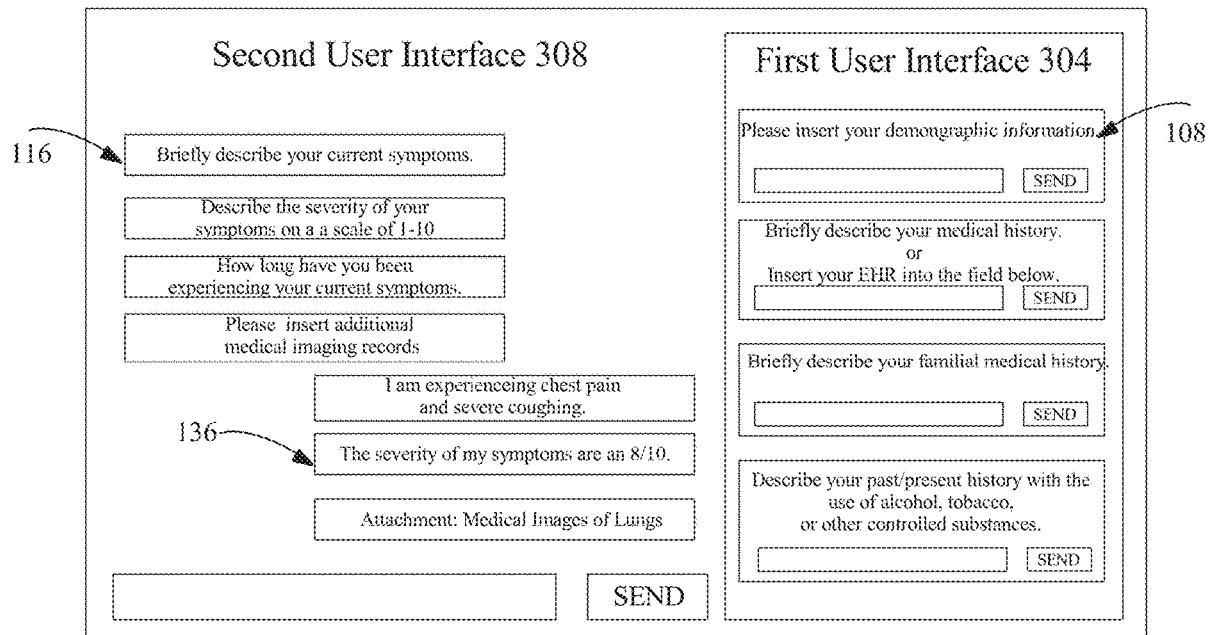 Second User Interface 308
116
Briefly describe your current symptoms.
Describe the severity of your
symptoms on a a scale of 1-10
How long have you been
experiencing your current symptoms.
Please insert additional
medical imaging records
I am experienceing chest pain
and severe coughing.
136
The severity of my symptoms are an 8/10.
Attachment: Medical Images of Lungs
SEND
First User Interface 304
108
Please insert your demongraphic information.
SEND
Briefly describe your medical history.
or
Insert your EHR into the field below.
SEND
Briefly describe your familial medical history.
SEND
Describe your past/present history with the
use of alcohol, tobacco,
or other controlled substances.
SEND